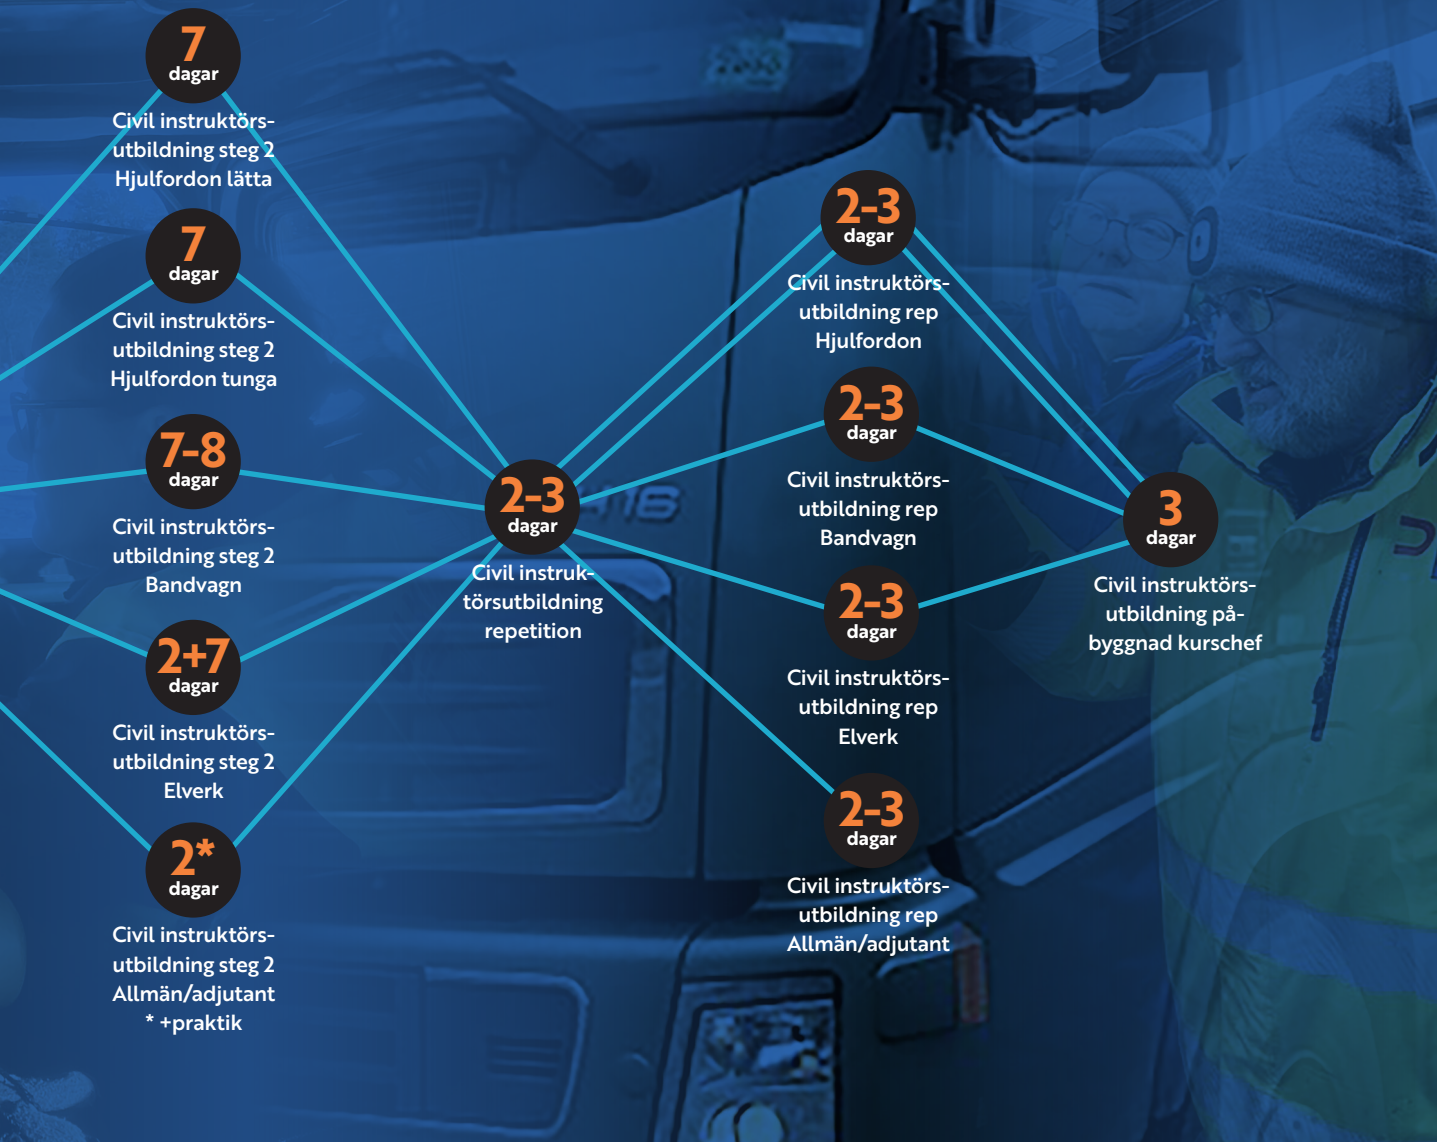 7
dagar
Civil instruktörs-
utbildning steg 2
Hjulfordon lätta
7
dagar
Civil instruktörs-
utbildning steg 2
Hjulfordon tunga
7-8
dagar
Civil instruktörs-
utbildning steg 2
Bandvagn
2+7
dagar
Civil instruktörs-
utbildning steg 2
Elverk
2*
dagar
Civil instruktörs-
utbildning steg 2
Allmän/adjutant
* +praktik
2-3
dagar
Civil instruk-
törsutbildning
repetition
2-3
dagar
Civil instruktörs-
utbildning rep
Hjulfordon
2-3
dagar
Civil instruktörs-
utbildning rep
Bandvagn
2-3
dagar
Civil instruktörs-
utbildning rep
Elverk
2-3
dagar
Civil instruktörs-
utbildning rep
Allmän/adjutant
3
dagar
Civil instruktörs-
utbildning på-
byggnad kurschef